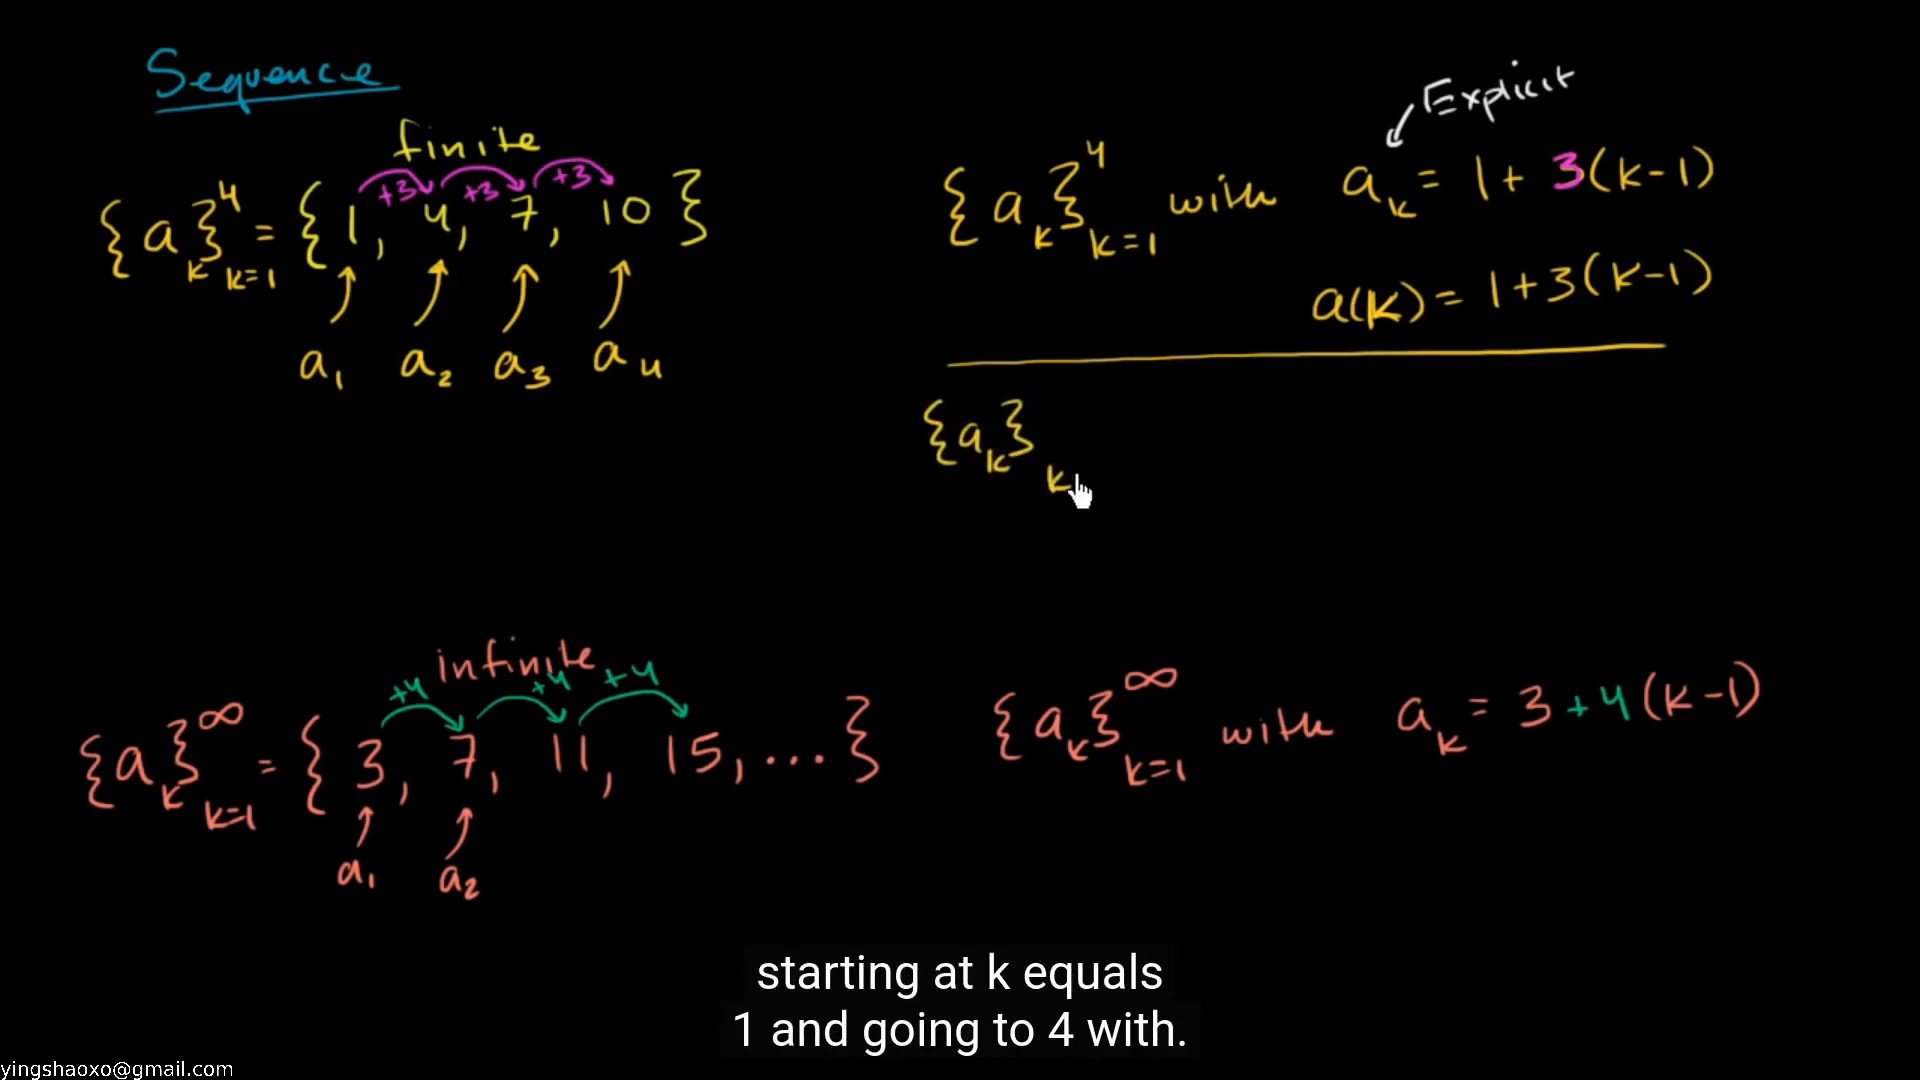 Sequence
finite
+3 +3 +3
{a_k}_{k=1}^4 = {1, 4, 7, 10}
a_1 a_2 a_3 a_4
Explicit
{a_k}_{k=1}^4 with a_k = 1 + 3(k-1)
a(k) = 1+3(k-1)
{a_k} k
infinite
+4 +4 +4
{a_k}_{k=1}^∞ = {3, 7, 11, 15, ...}
a_1 a_2
{a_k}_{k=1}^∞ with a_k = 3 +4(k-1)
starting at k equals
1 and going to 4 with.
yingshaoxo@gmail.com